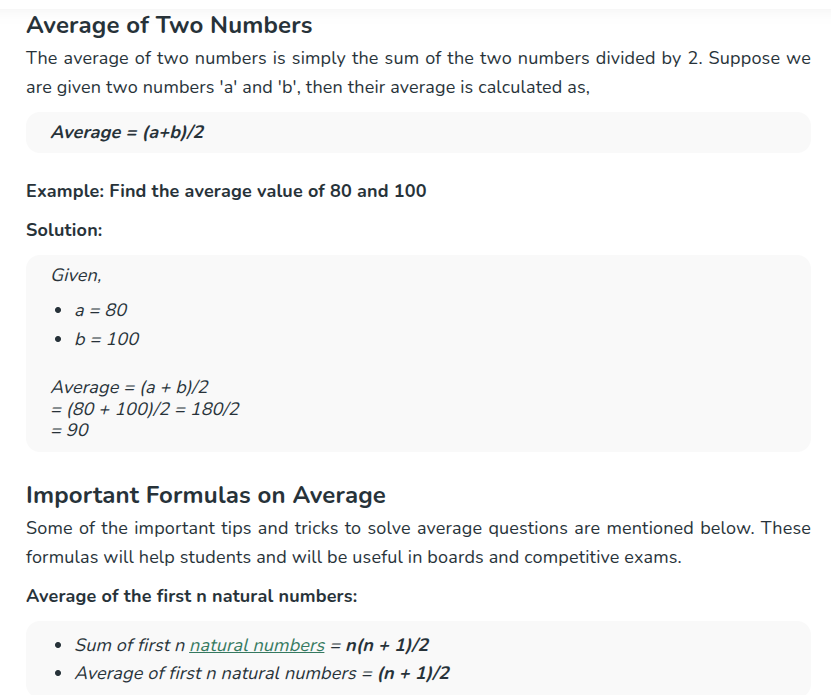 Average of Two Numbers
The average of two numbers is simply the sum of the two numbers divided by 2. Suppose we
are given two numbers 'a' and 'b', then their average is calculated as,
Average = (a+b)/2
Example: Find the average value of 80 and 100
Solution:
Given,
• a = 80
• b = 100
Average = (a + b)/2
= (80 + 100)/2 = 180/2
= 90
Important Formulas on Average
Some of the important tips and tricks to solve average questions are mentioned below. These
formulas will help students and will be useful in boards and competitive exams.
Average of the first n natural numbers:
• Sum of first n natural numbers = n(n + 1)/2
• Average of first n natural numbers = (n + 1)/2